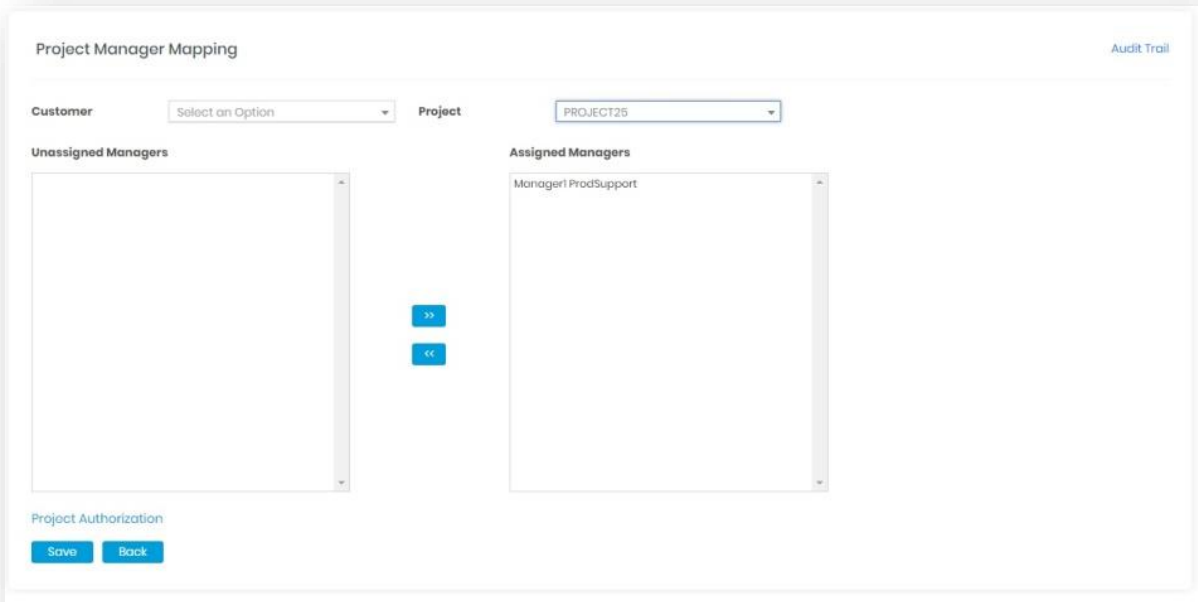 Project Manager Mapping
Audit Trail
Customer Select an Option Project PROJECT25
Unassigned Managers Assigned Managers
Manager1 ProdSupport
>>
<<
Project Authorization
Save Back